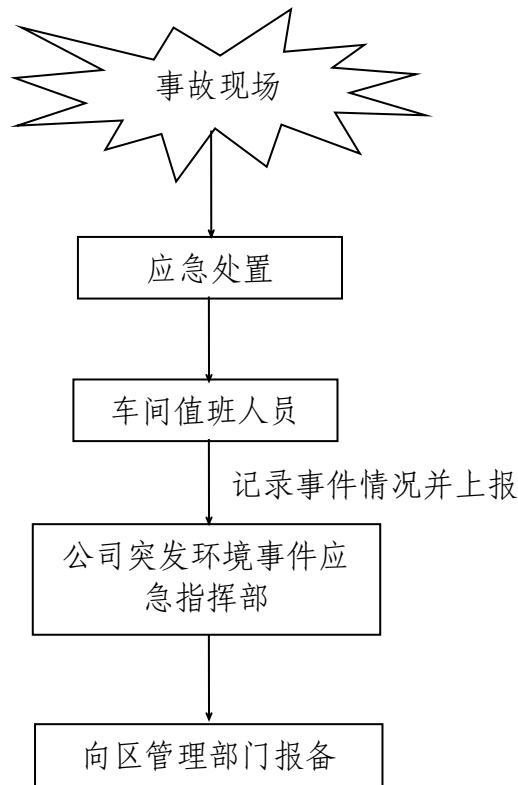 事故现场
应急处置
车间值班人员
记录事件情况并上报
公司突发环境事件应
急指挥部
向区管理部门报备